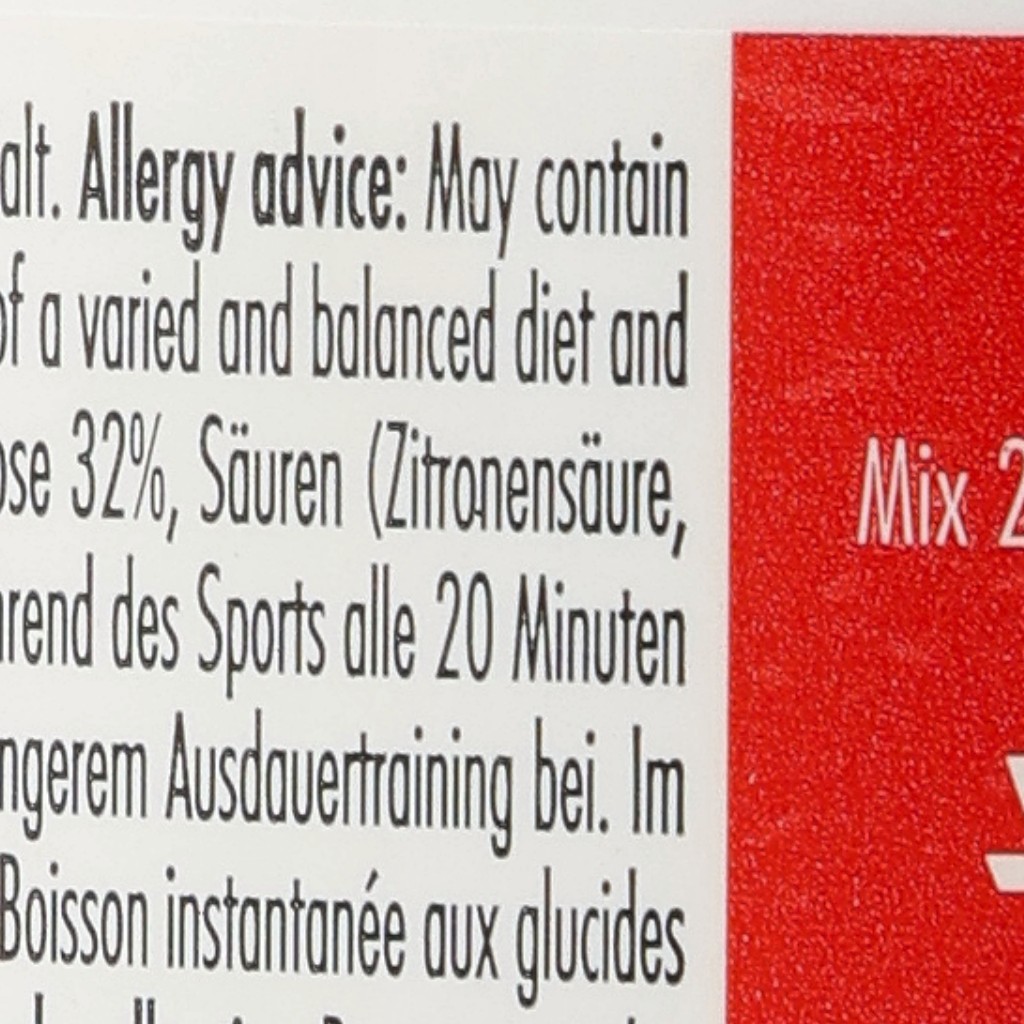 alt. Allergy advice: May contain
of a varied and balanced diet and
ose 32%, Säuren (Zitronensäure,
rend des Sports alle 20 Minuten
ngerem Ausdauertraining bei. Im
Boisson instantanée aux glucides
Mix 2